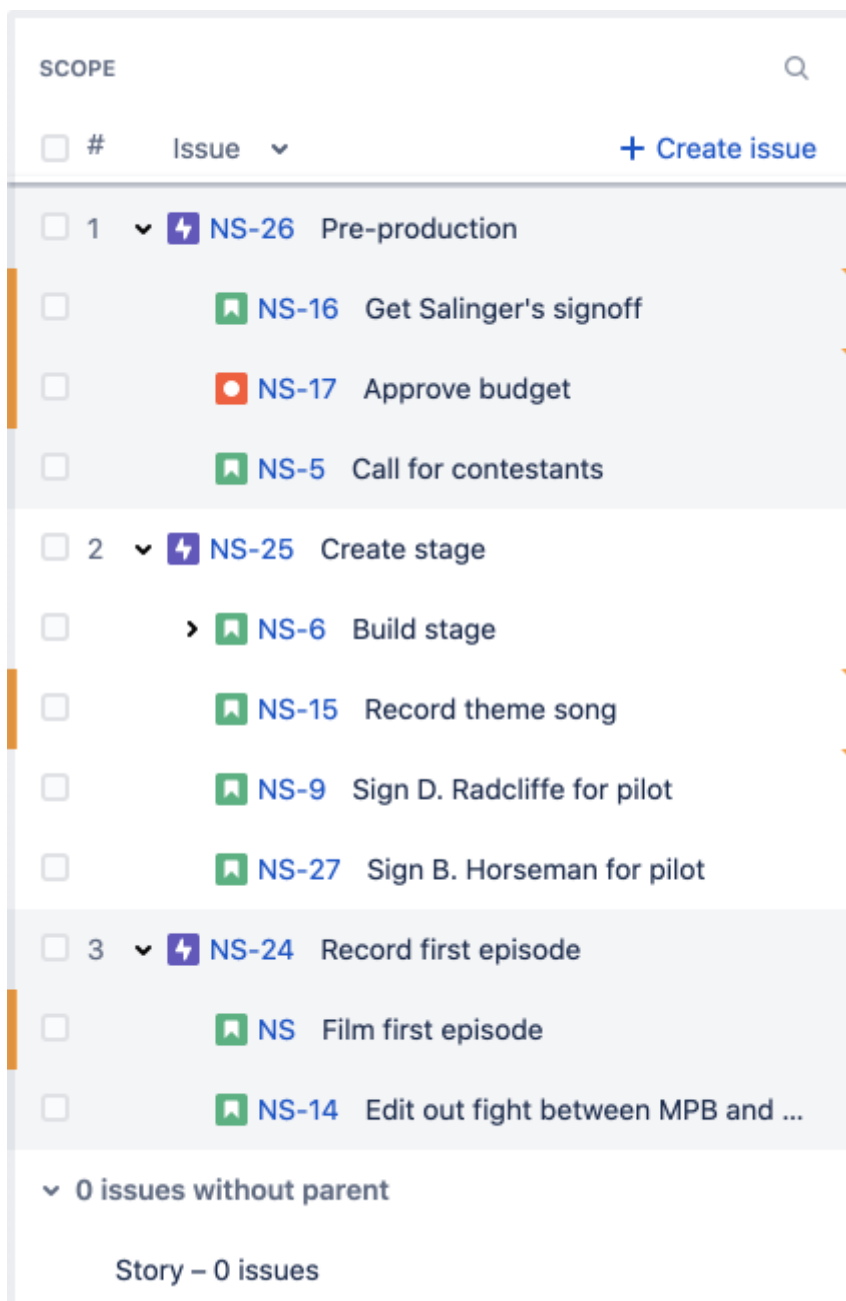 SCOPE
# Issue + Create issue
1 NS-26 Pre-production
NS-16 Get Salinger's signoff
NS-17 Approve budget
NS-5 Call for contestants
2 NS-25 Create stage
NS-6 Build stage
NS-15 Record theme song
NS-9 Sign D. Radcliffe for pilot
NS-27 Sign B. Horseman for pilot
3 NS-24 Record first episode
NS Film first episode
NS-14 Edit out fight between MPB and ...
0 issues without parent
Story – 0 issues